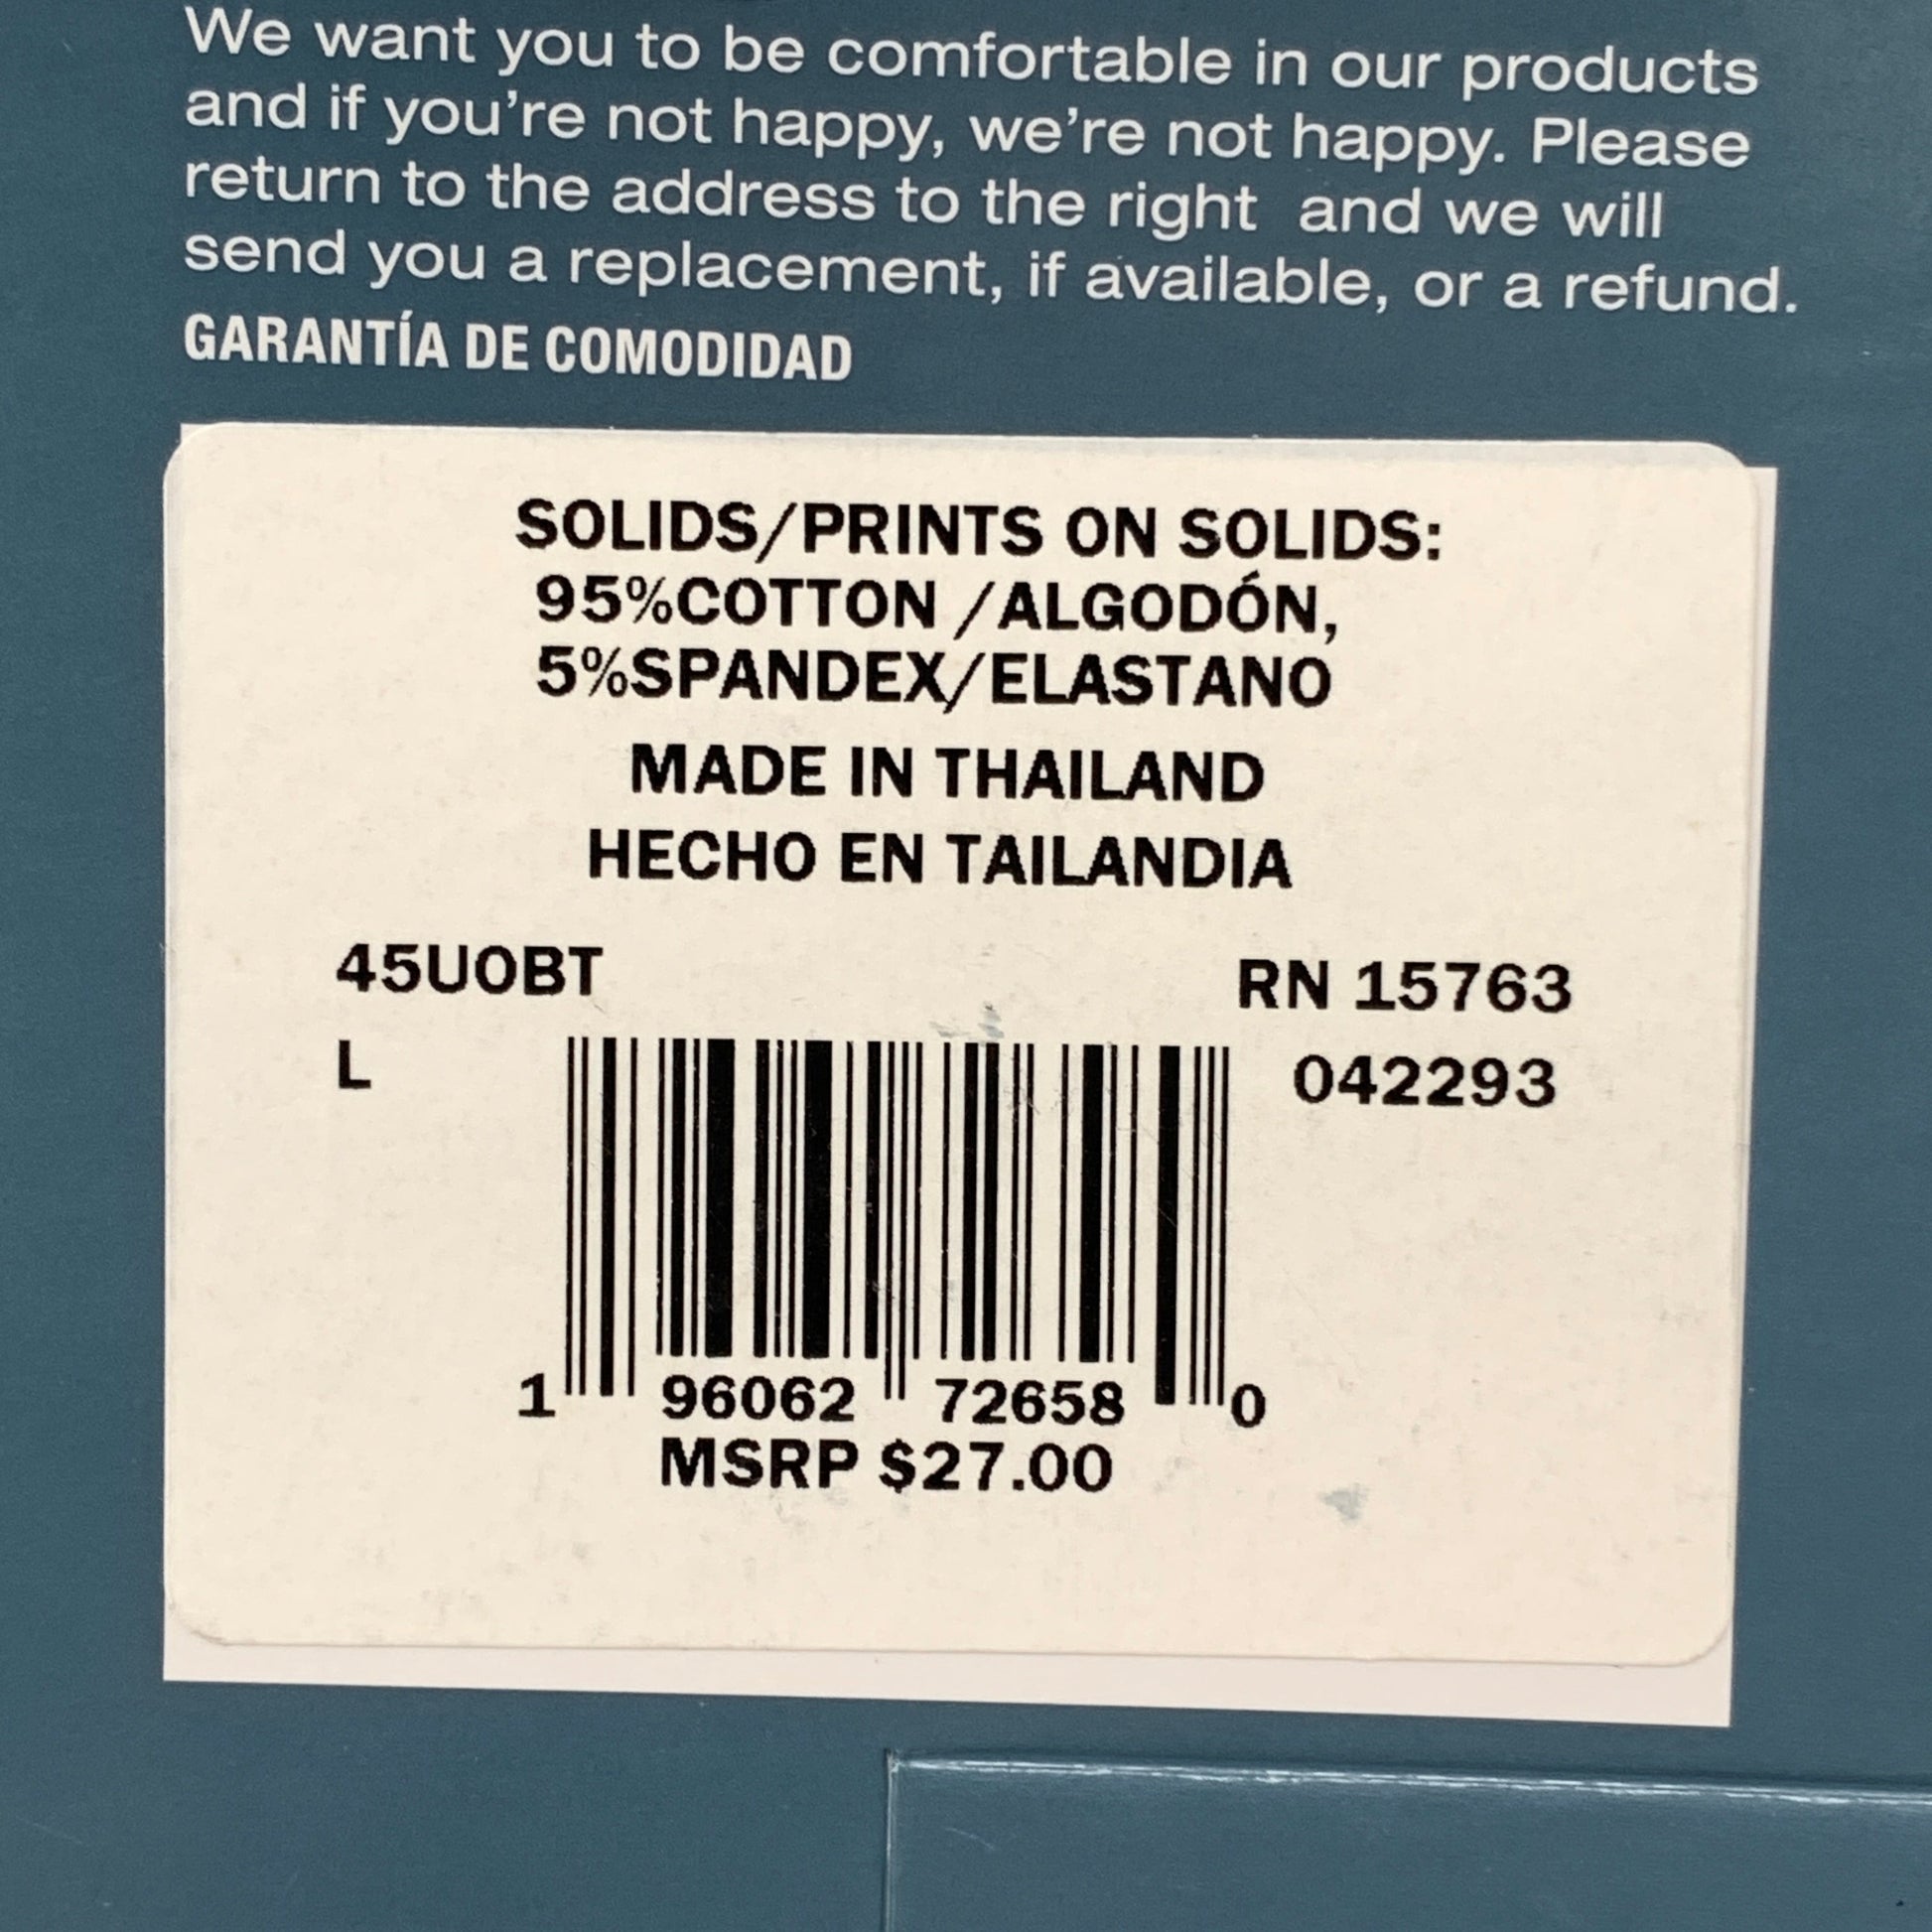 We want you to be comfortable in our products
and if you're not happy, we're not happy. Please
return to the address to the right and we will
send you a replacement, if available, or a refund.
GARANTÍA DE COMODIDAD
SOLIDS/PRINTS ON SOLIDS:
95%COTTON /ALGODÓN,
5%SPANDEX/ELASTANO
MADE IN THAILAND
HECHO EN TAILANDIA
45UOBT RN 15763
L 042293
1 96062 72658 0
MSRP $27.00